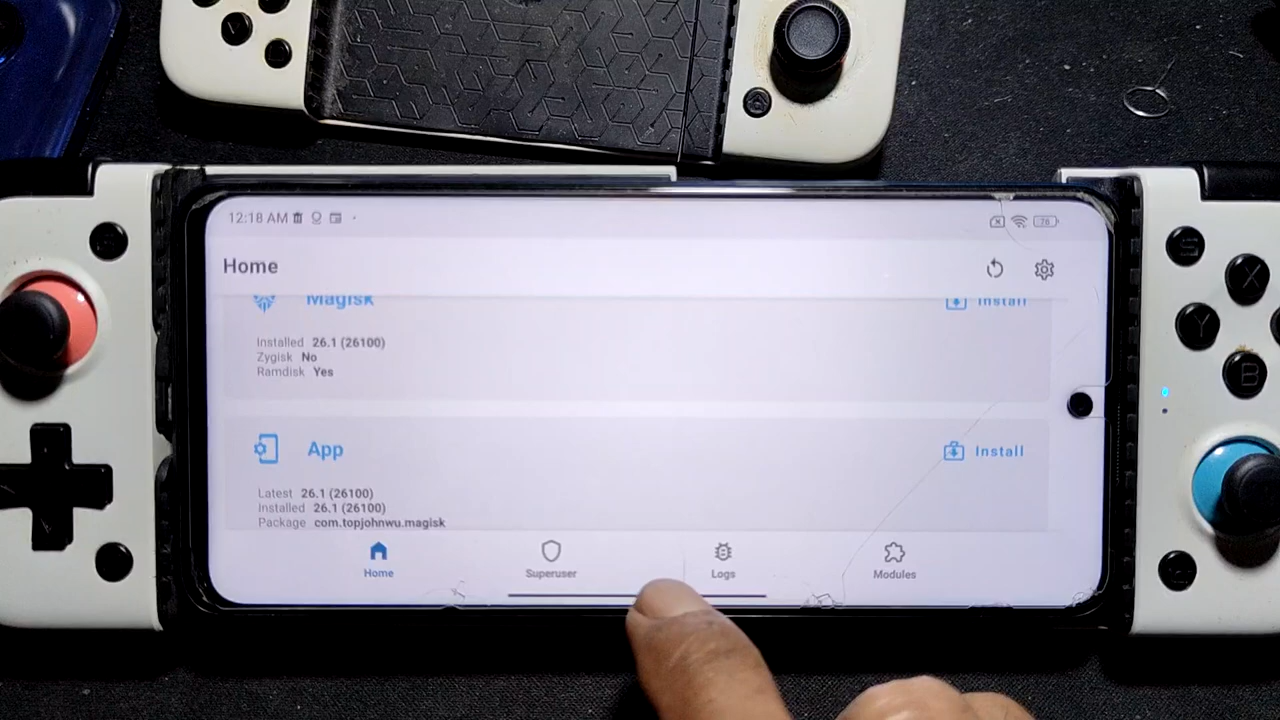 12:18 AM
26
Home
Magisk
Install
Installed 26.1 (26100)
Zygisk No
Ramdisk Yes
App
Install
Latest 26.1 (26100)
Installed 26.1 (26100)
Package com.topjohnwu.magisk
Home
Superuser
Logs
Modules
S
X
Y
B